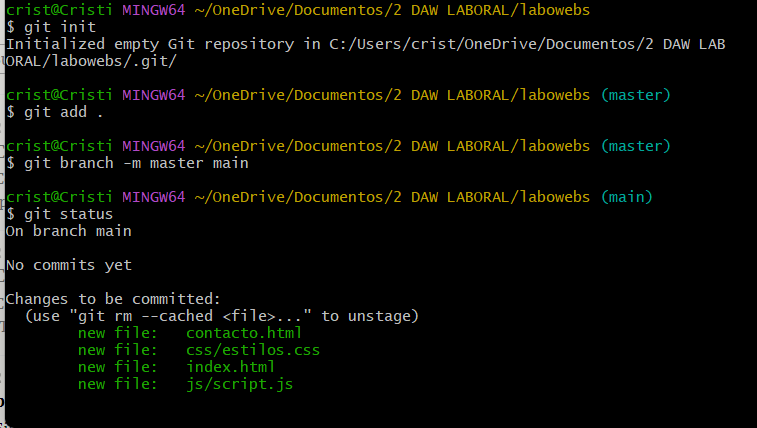 crist@Cristi MINGW64 ~/OneDrive/Documentos/2 DAW LABORAL/labowebs
$ git init
Initialized empty Git repository in C:/Users/crist/OneDrive/Documentos/2 DAW LAB
ORAL/labowebs/.git/
crist@Cristi MINGW64 ~/OneDrive/Documentos/2 DAW LABORAL/labowebs (master)
$ git add .
crist@Cristi MINGW64 ~/OneDrive/Documentos/2 DAW LABORAL/labowebs (master)
$ git branch -m master main
crist@Cristi MINGW64 ~/OneDrive/Documentos/2 DAW LABORAL/labowebs (main)
$ git status
On branch main
No commits yet
Changes to be committed:
  (use "git rm --cached <file>..." to unstage)
        new file:   contacto.html
        new file:   css/estilos.css
        new file:   index.html
        new file:   js/script.js